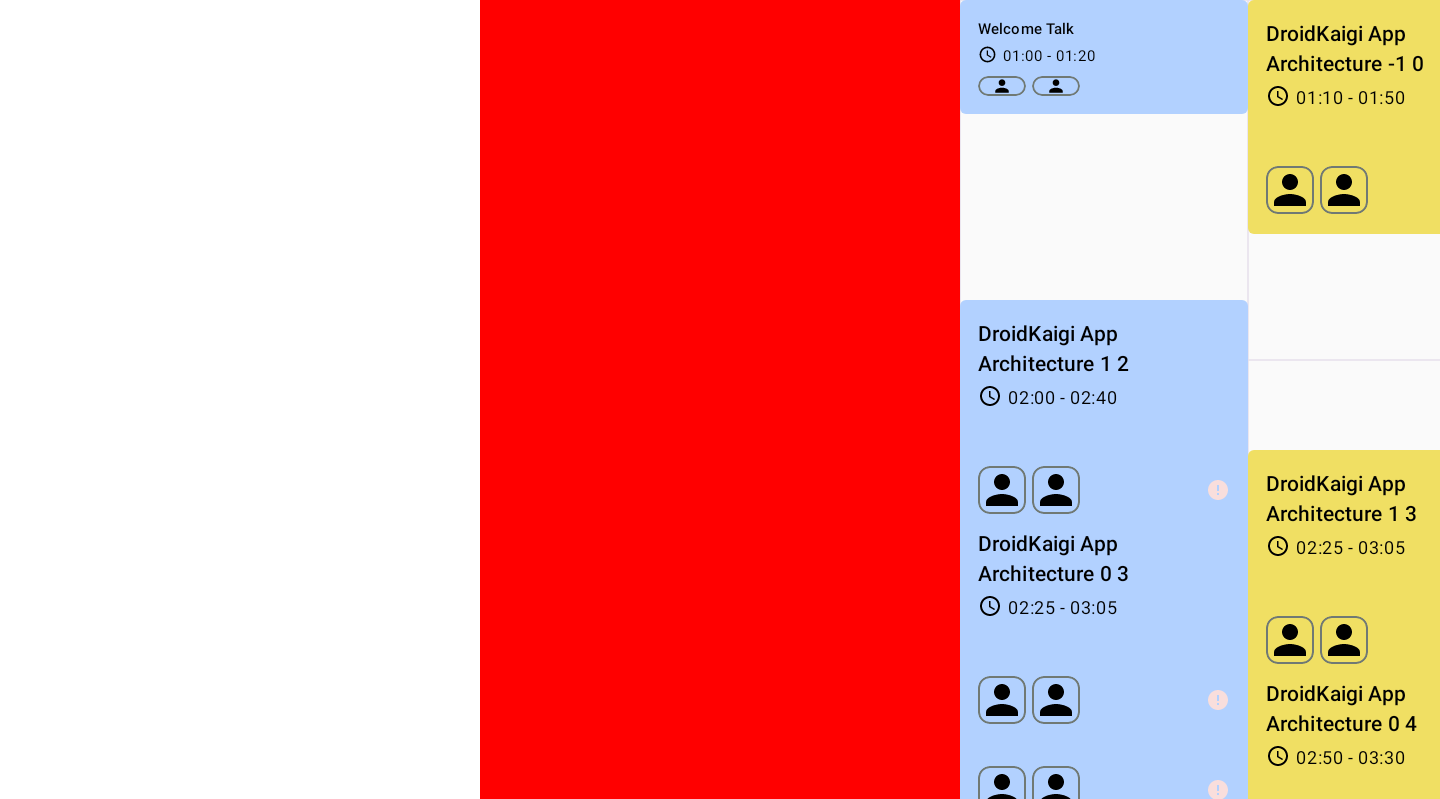 Welcome Talk
01:00 - 01:20
DroidKaigi App
Architecture 1 2
02:00 - 02:40
DroidKaigi App
Architecture 0 3
02:25 - 03:05
DroidKaigi App
Architecture -1 0
01:10 - 01:50
DroidKaigi App
Architecture 1 3
02:25 - 03:05
DroidKaigi App
Architecture 0 4
02:50 - 03:30